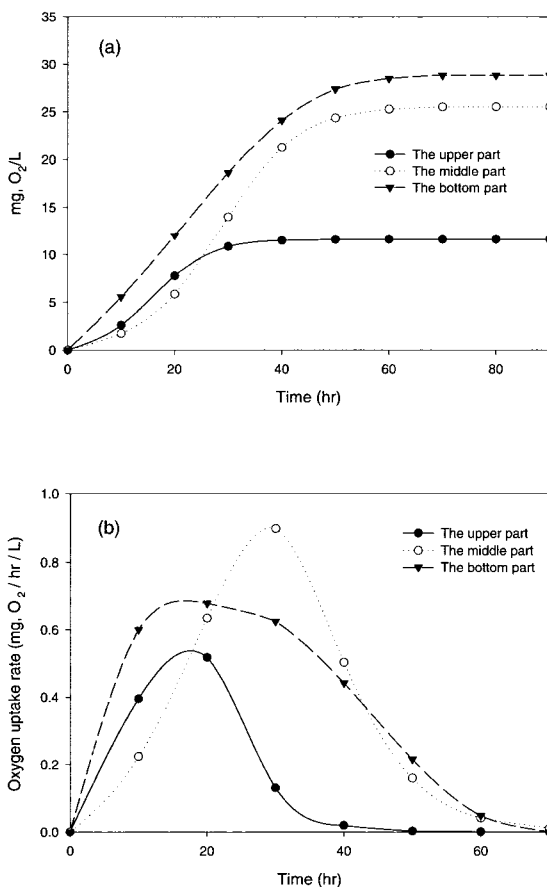 (a)
35
30
25
20
15
10
5
0
mg, O2/L
The upper part
The middle part
The bottom part
0 20 40 60 80
Time (hr)
(b)
1.0
0.8
0.6
0.4
0.2
0.0
Oxygen uptake rate (mg, O2 / hr / L)
The upper part
The middle part
The bottom part
0 20 40 60
Time (hr)